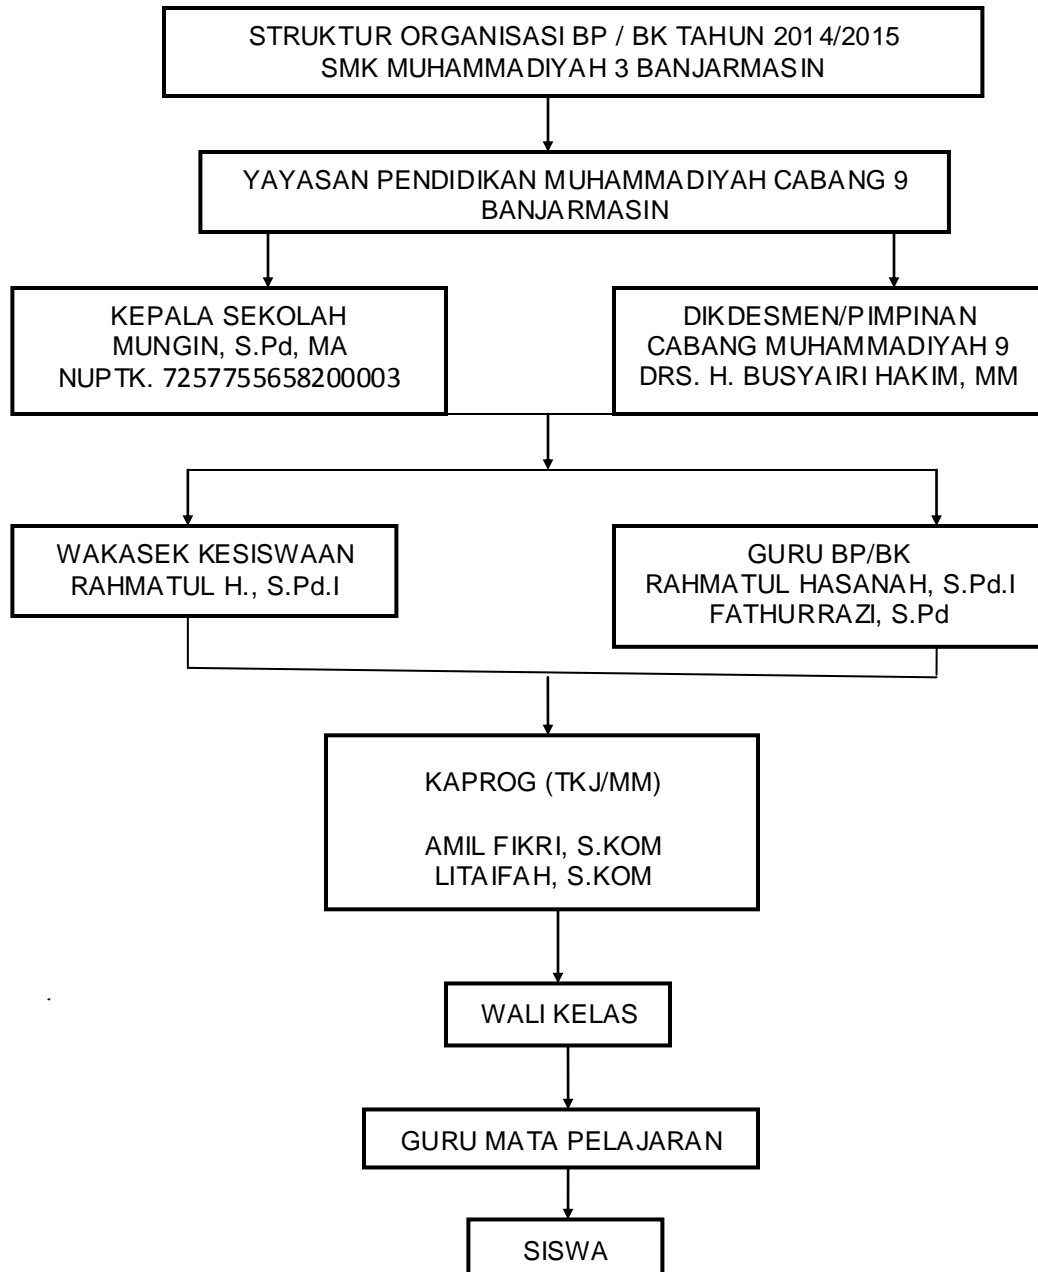 STRUKTUR ORGANISASI BP / BK TAHUN 2014/2015
SMK MUHAMMADIYAH 3 BANJARMASIN
YAYASAN PENDIDIKAN MUHAMMADIYAH CABANG 9
BANJARMASIN
KEPALA SEKOLAH
MUNGIN, S.Pd, MA
NUPTK. 7257755658200003
DIKDESMEN/PIMPINAN
CABANG MUHAMMADIYAH 9
DRS. H. BUSYAIRI HAKIM, MM
WAKASEK KESISWAAN
RAHMATUL H., S.Pd.I
GURU BP/BK
RAHMATUL HASANAH, S.Pd.I
FATHURRAZI, S.Pd
KAPROG (TKJ/MM)
AMIL FIKRI, S.KOM
LITAIFAH, S.KOM
WALI KELAS
GURU MATA PELAJARAN
SISWA